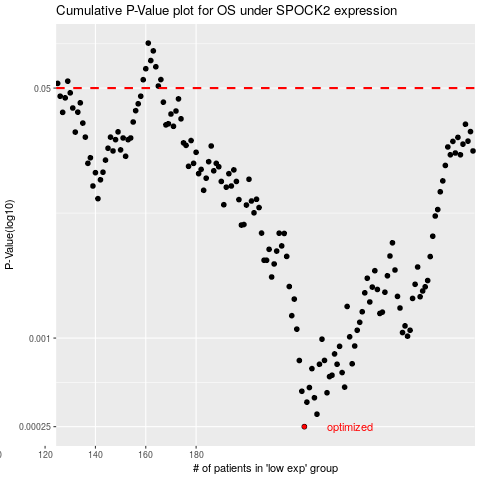 Cumulative P-Value plot for OS under SPOCK2 expression
0.05
P-Value(log10)
0.001
0.00025
optimized
0 120 140 160 180
# of patients in 'low exp' group